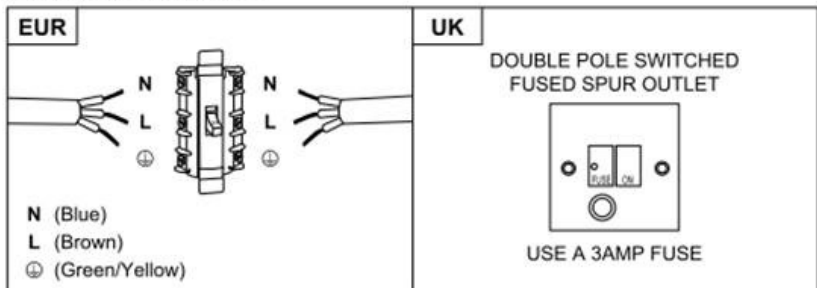 EUR
N N
L L
⏚ ⏚
N (Blue)
L (Brown)
⏚ (Green/Yellow)
UK
DOUBLE POLE SWITCHED
FUSED SPUR OUTLET
FUSE ON
USE A 3AMP FUSE